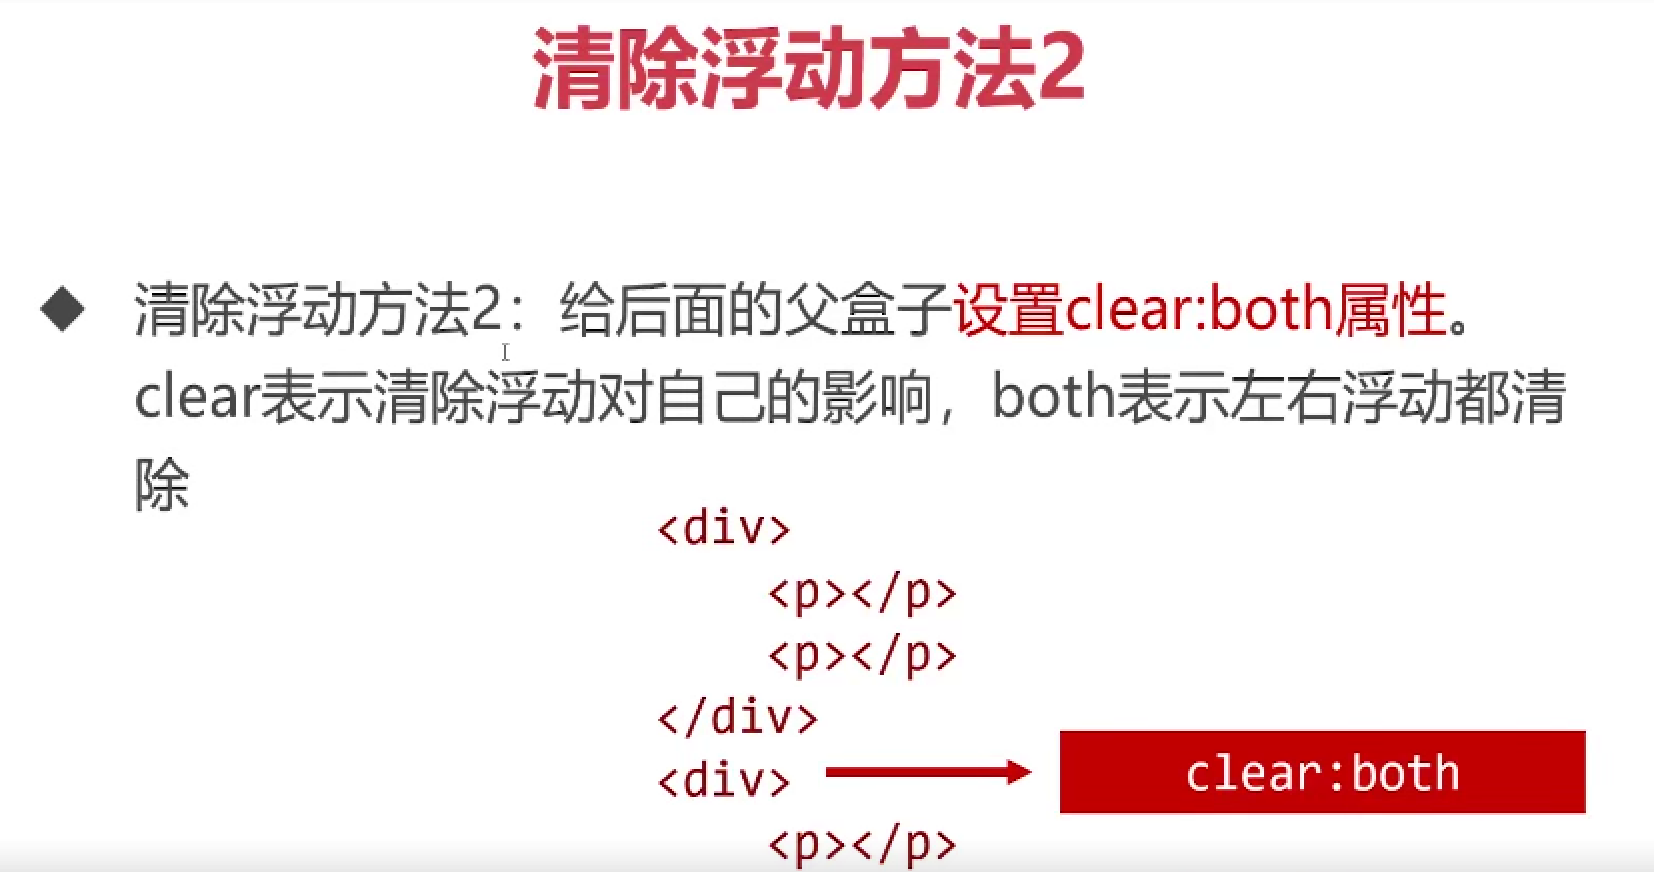 清除浮动方法2
清除浮动方法2：给后面的父盒子设置clear:both属性。
clear表示清除浮动对自己的影响，both表示左右浮动都清
除
<div>
<p></p>
<p></p>
</div>
<div>
clear:both
<p></p>